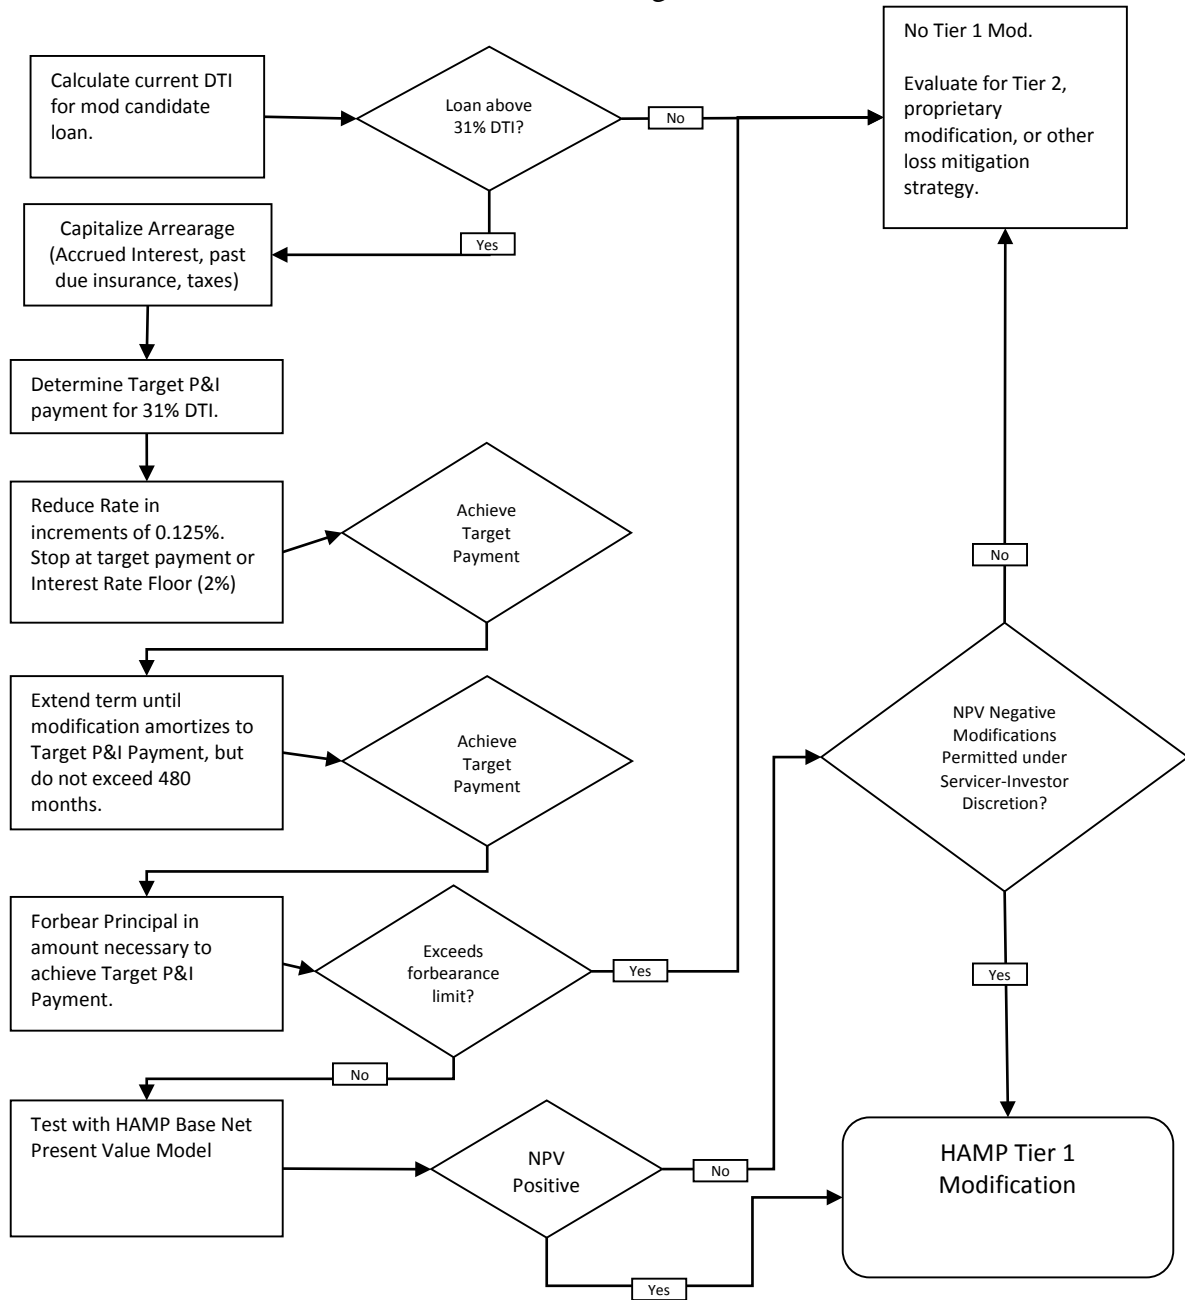 Calculate current DTI
for mod candidate
loan.
Loan above
31% DTI?
No
No Tier 1 Mod.
Evaluate for Tier 2,
proprietary
modification, or other
loss mitigation
strategy.
Yes
Capitalize Arrearage
(Accrued Interest, past
due insurance, taxes)
Determine Target P&I
payment for 31% DTI.
Reduce Rate in
increments of 0.125%.
Stop at target payment or
Interest Rate Floor (2%)
Achieve
Target
Payment
Extend term until
modification amortizes to
Target P&I Payment, but
do not exceed 480
months.
Achieve
Target
Payment
Forbear Principal in
amount necessary to
achieve Target P&I
Payment.
Exceeds
forbearance
limit?
Yes
No
Test with HAMP Base Net
Present Value Model
NPV
Positive
No
Yes
NPV Negative
Modifications
Permitted under
Servicer-Investor
Discretion?
No
Yes
HAMP Tier 1
Modification